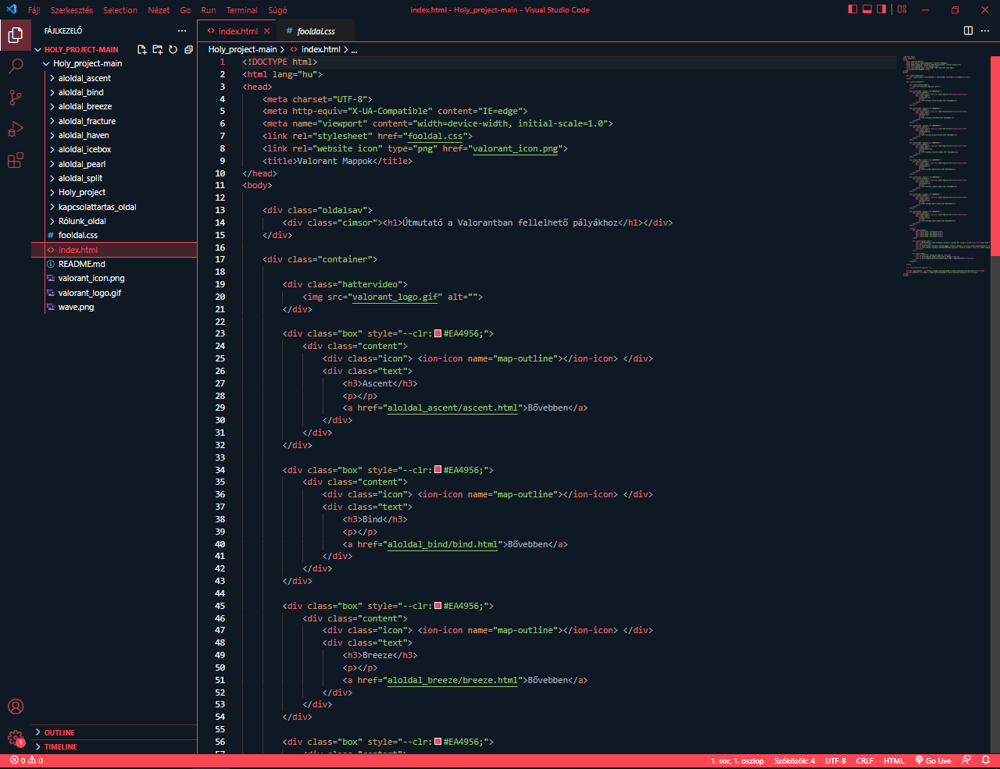 Fájl Szerkesztés Selection Nézet Go Run Terminal Súgó index.html - Holy_project-main - Visual Studio Code
FÁJLKEZELŐ
HOLY_PROJECT-MAIN
Holy_project-main
aloldal_ascent
aloldal_bind
aloldal_breeze
aloldal_fracture
aloldal_haven
aloldal_icebox
aloldal_pearl
aloldal_split
Holy_project
kapcsolattartas_oldal
Rólunk_oldal
fooldal.css
index.html
README.md
valorant_icon.png
valorant_logo.gif
wave.png
OUTLINE
TIMELINE
index.html fooldal.css
Holy_project-main > index.html > ...
1 <!DOCTYPE html>
2 <html lang="hu">
3 <head>
4 <meta charset="UTF-8">
5 <meta http-equiv="X-UA-Compatible" content="IE=edge">
6 <meta name="viewport" content="width=device-width, initial-scale=1.0">
7 <link rel="stylesheet" href="fooldal.css">
8 <link rel="website icon" type="png" href="valorant_icon.png">
9 <title>Valorant Mappok</title>
10 </head>
11 <body>
12
13 <div class="oldalsav">
14 <div class="cimsor"><h1>Útmutató a Valorantban fellelhető pályákhoz</h1></div>
15 </div>
16
17 <div class="container">
18
19 <div class="hattervideo">
20 <img src="valorant_logo.gif" alt="">
21 </div>
22
23 <div class="box" style="--clr:#EA4956;">
24 <div class="content">
25 <div class="icon"> <ion-icon name="map-outline"></ion-icon> </div>
26 <div class="text">
27 <h3>Ascent</h3>
28 <p></p>
29 <a href="aloldal_ascent/ascent.html">Bővebben</a>
30 </div>
31 </div>
32 </div>
33
34 <div class="box" style="--clr:#EA4956;">
35 <div class="content">
36 <div class="icon"> <ion-icon name="map-outline"></ion-icon> </div>
37 <div class="text">
38 <h3>Bind</h3>
39 <p></p>
40 <a href="aloldal_bind/bind.html">Bővebben</a>
41 </div>
42 </div>
43 </div>
44
45 <div class="box" style="--clr:#EA4956;">
46 <div class="content">
47 <div class="icon"> <ion-icon name="map-outline"></ion-icon> </div>
48 <div class="text">
49 <h3>Breeze</h3>
50 <p></p>
51 <a href="aloldal_breeze/breeze.html">Bővebben</a>
52 </div>
53 </div>
54 </div>
55
56 <div class="box" style="--clr:#EA4956;">
57 <div class="content">
1
0 0 1. sor, 1. oszlop Szóközök: 4 UTF-8 CRLF HTML Go Live